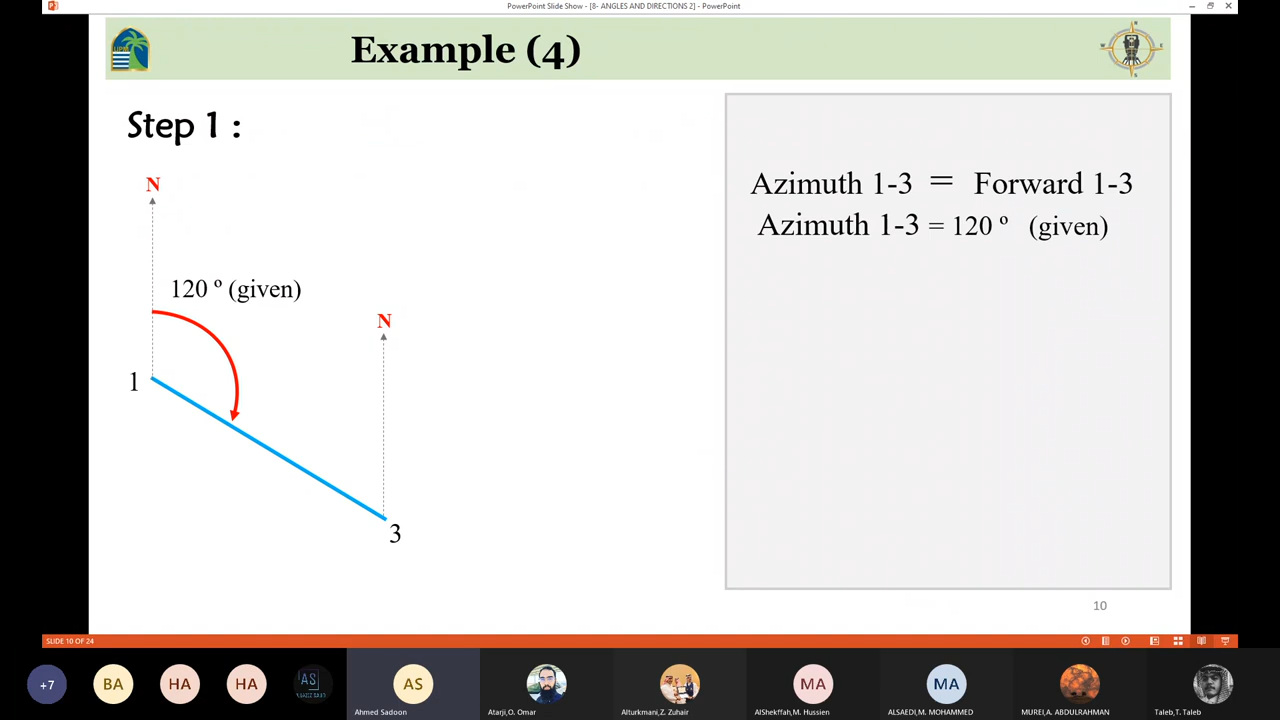 PowerPoint Slide Show - [8- ANGLES AND DIRECTIONS 2] - PowerPoint
Example (4)
Step 1 :
N
120 º (given)
N
1
3
Azimuth 1-3 = Forward 1-3
Azimuth 1-3 = 120 º (given)
10
SLIDE 10 OF 24
+7
BA
HA
HA
AS
AS
MA
MA
Ahmed Sadoon
Atarji,O. Omar
Alturkmani,Z. Zuhair
AlShekffah,M. Hussien
ALSAEDI,M. MOHAMMED
MUREI,A. ABDULRAHMAN
Taleb,T. Taleb